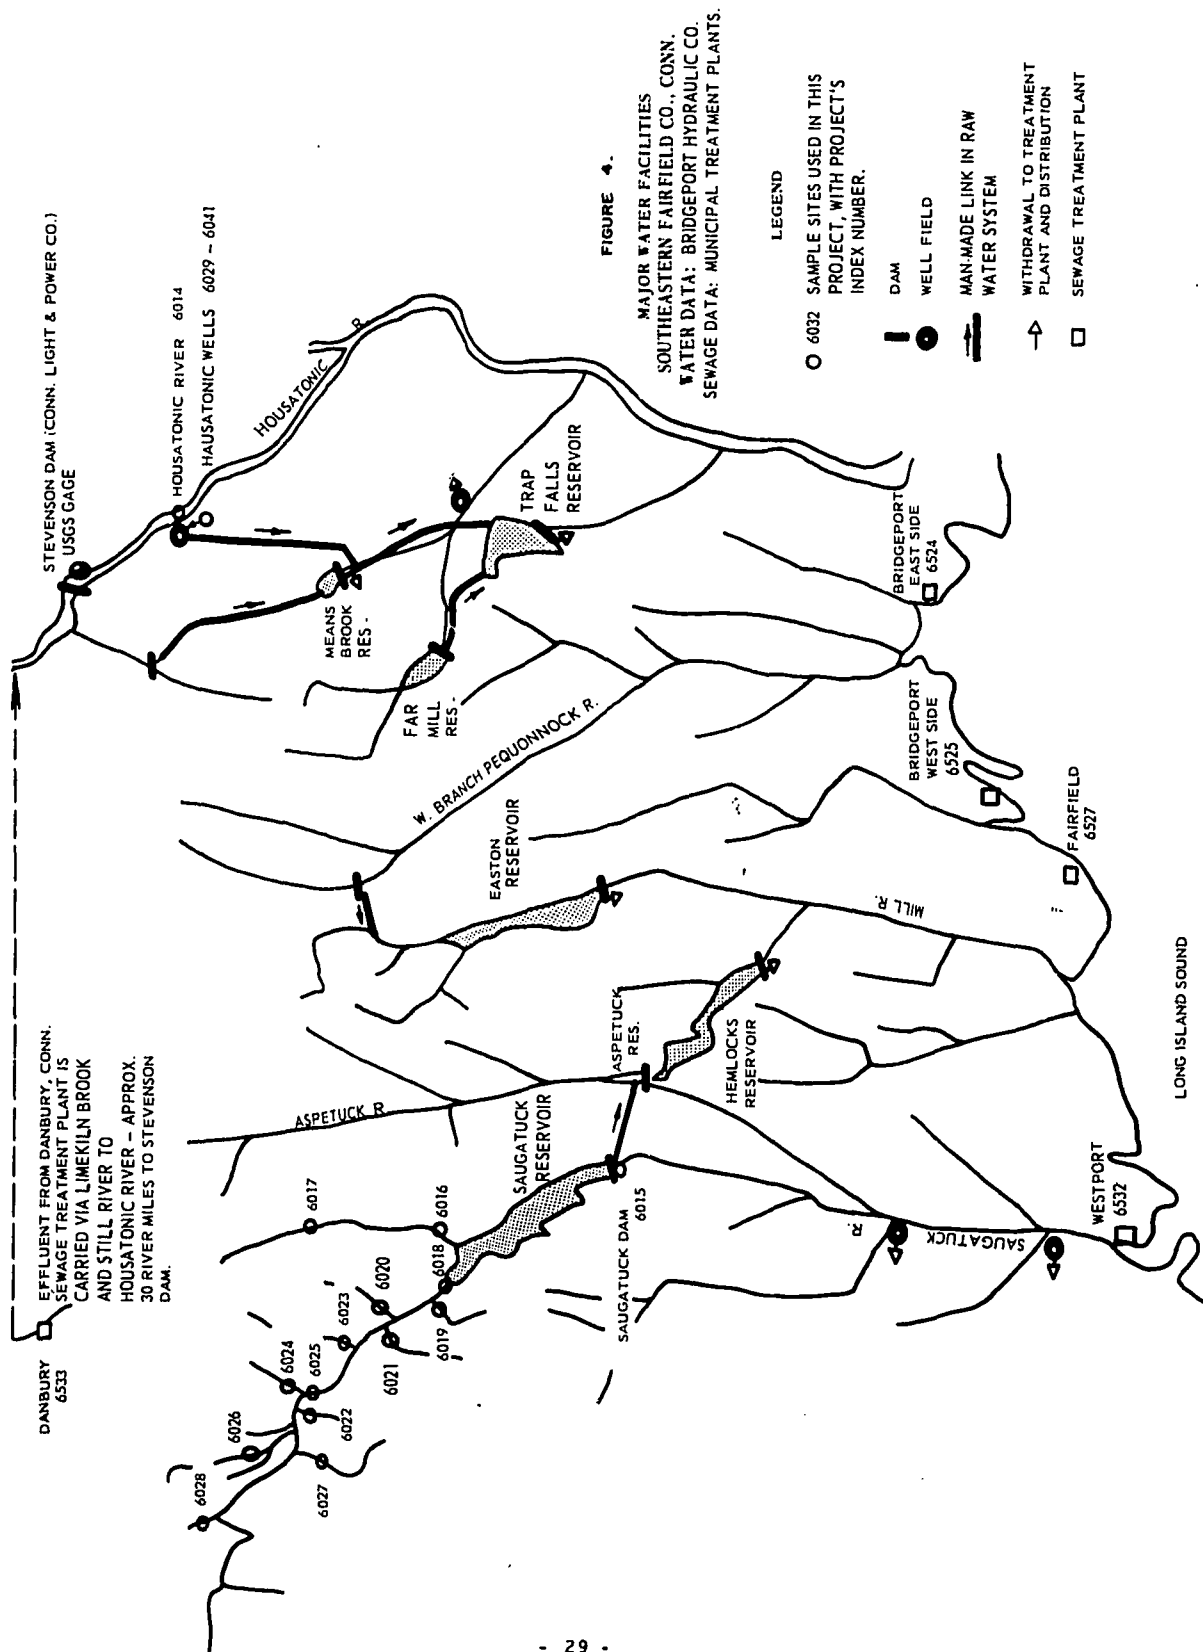 DANBURY
6533
EFFLUENT FROM DANBURY, CONN.
SEWAGE TREATMENT PLANT IS
CARRIED VIA LIMEKILN BROOK
AND STILL RIVER TO
HOUSATONIC RIVER - APPROX.
30 RIVER MILES TO STEVENSON
DAM.
STEVENSON DAM (CONN. LIGHT & POWER CO.)
USGS GAGE
HOUSATONIC RIVER 6014
HAUSATONIC WELLS 6029 - 6041
HOUSATONIC
R.
6028
6026
6024
6025
6022
6027
6023
6020
6021
6019
6018
6016
6017
ASPETUCK R.
SAUGATUCK
RESERVOIR
SAUGATUCK DAM
6015
ASPETUCK
RES.
HEMLOCKS
RESERVOIR
EASTON
RESERVOIR
W. BRANCH PEQUONNOCK R.
FAR
MILL
RES.
MEANS
BROOK
RES.
TRAP
FALLS
RESERVOIR
MILL R.
SAUGATUCK
R.
WESTPORT
6532
BRIDGEPORT
WEST SIDE
6525
BRIDGEPORT
EAST SIDE
6524
FAIRFIELD
6527
LONG ISLAND SOUND
FIGURE 4.
MAJOR WATER FACILITIES
SOUTHEASTERN FAIRFIELD CO., CONN.
WATER DATA: BRIDGEPORT HYDRAULIC CO.
SEWAGE DATA: MUNICIPAL TREATMENT PLANTS.
LEGEND
6032 SAMPLE SITES USED IN THIS
PROJECT, WITH PROJECT'S
INDEX NUMBER.
DAM
WELL FIELD
MAN-MADE LINK IN RAW
WATER SYSTEM
WITHDRAWAL TO TREATMENT
PLANT AND DISTRIBUTION
SEWAGE TREATMENT PLANT
- 29 -